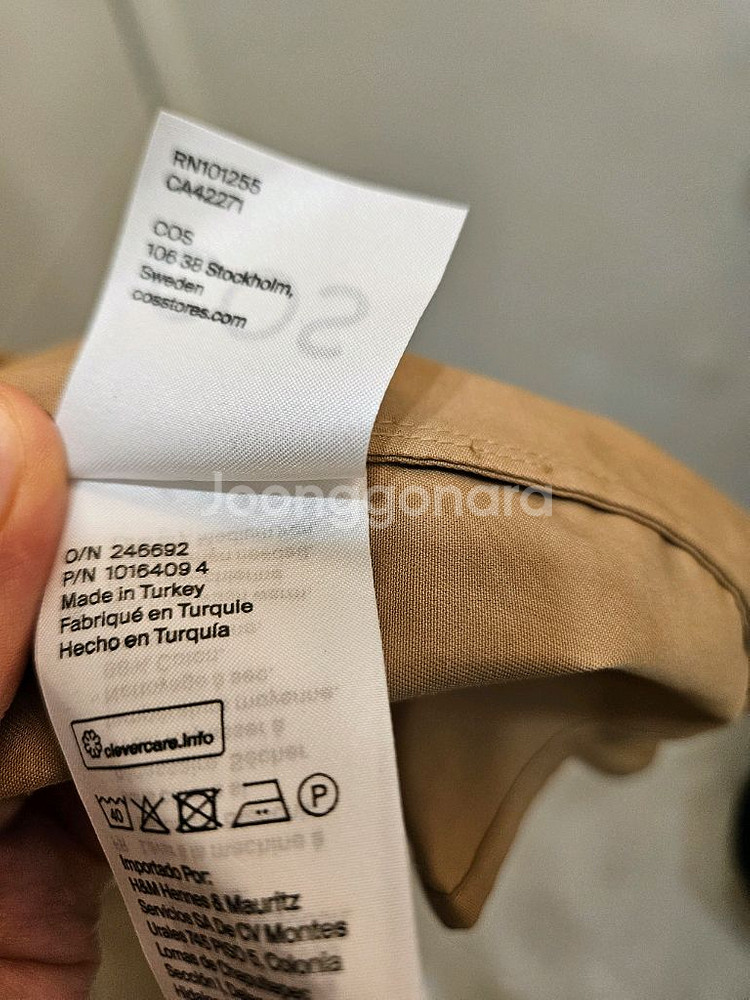 RN101255
CA42271
COS
106 38 Stockholm,
Sweden
cosstores.com
Joonggonara
O/N 246692
P/N 1016409 4
Made in Turkey
Fabriqué en Turquie
Hecho en Turquía
clevercare.info
40
P
Importado Por:
H&M Hennes & Mauritz
Servicios SA De CV Montes
Urales 745 PISO 5, Colonia
Lomas de Chapultepec
Sección I,